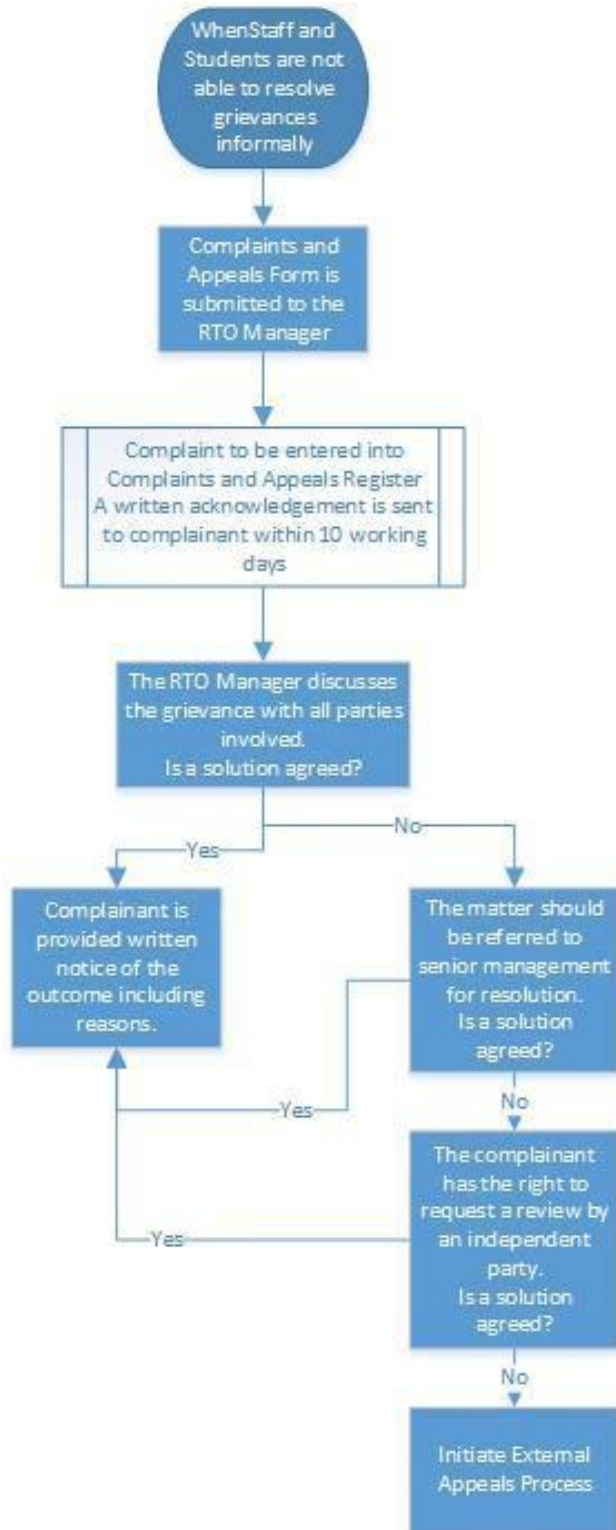 WhenStaff and
Students are not
able to resolve
grievances
informally
Complaints and
Appeals Form is
submitted to the
RTO Manager
Complaint to be entered into
Complaints and Appeals Register
A written acknowledgement is sent
to complainant within 10 working
days
The RTO Manager discusses
the grievance with all parties
involved.
Is a solution agreed?
Yes
No
Complainant is
provided written
notice of the
outcome including
reasons.
The matter should
be referred to
senior management
for resolution.
Is a solution
agreed?
Yes
No
The complainant
has the right to
request a review by
an independent
party.
Is a solution
agreed?
Yes
No
Initiate External
Appeals Process